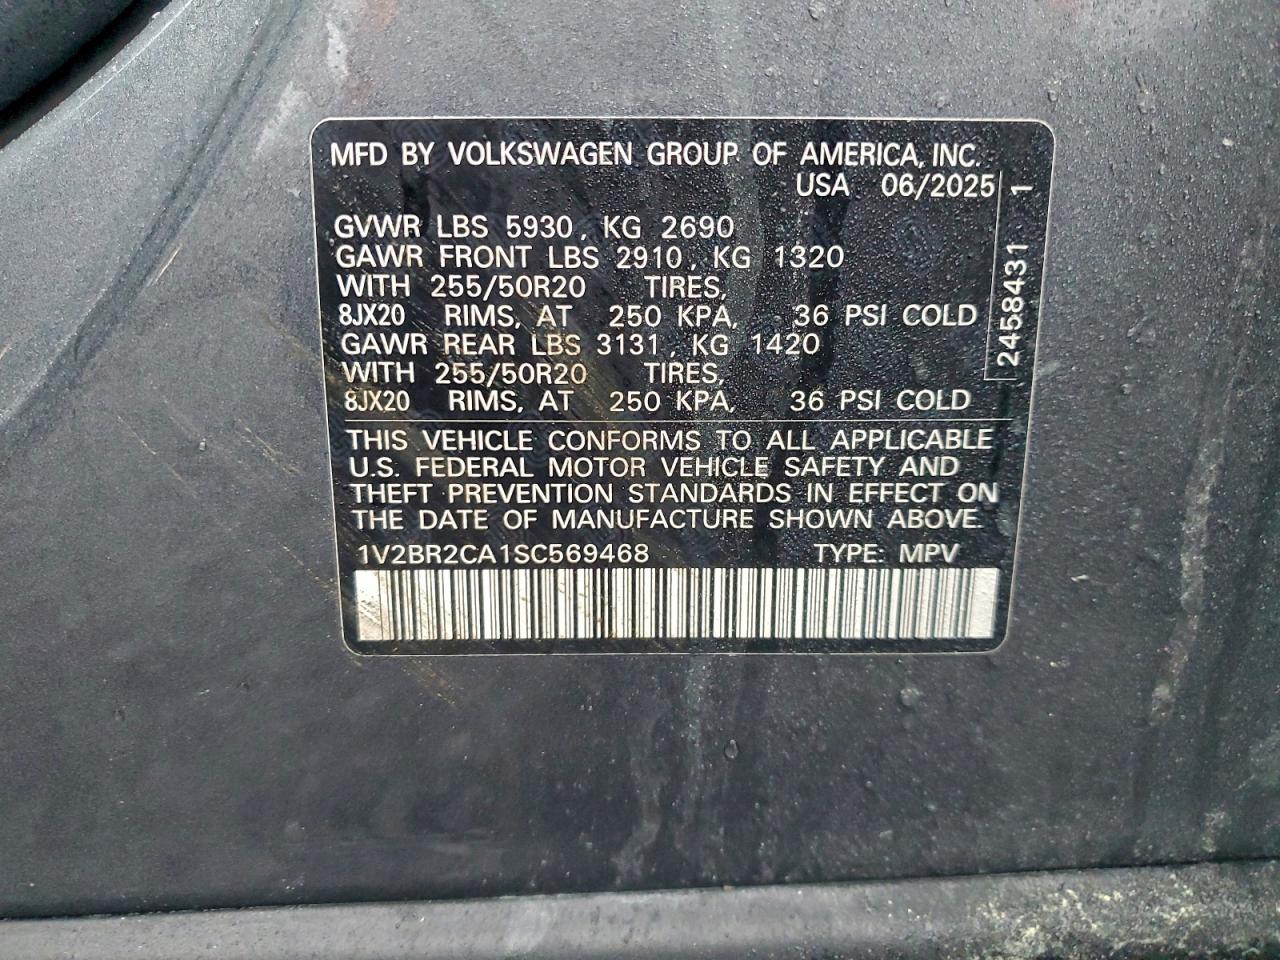 MFD BY VOLKSWAGEN GROUP OF AMERICA, INC.
USA 06/2025
GVWR LBS 5930, KG 2690
GAWR FRONT LBS 2910, KG 1320
WITH 255/50R20 TIRES,
8JX20 RIMS, AT 250 KPA, 36 PSI COLD
GAWR REAR LBS 3131, KG 1420
WITH 255/50R20 TIRES,
8JX20 RIMS, AT 250 KPA, 36 PSI COLD
THIS VEHICLE CONFORMS TO ALL APPLICABLE
U.S. FEDERAL MOTOR VEHICLE SAFETY AND
THEFT PREVENTION STANDARDS IN EFFECT ON
THE DATE OF MANUFACTURE SHOWN ABOVE.
1V2BR2CA1SC569468 TYPE: MPV
2458431 1